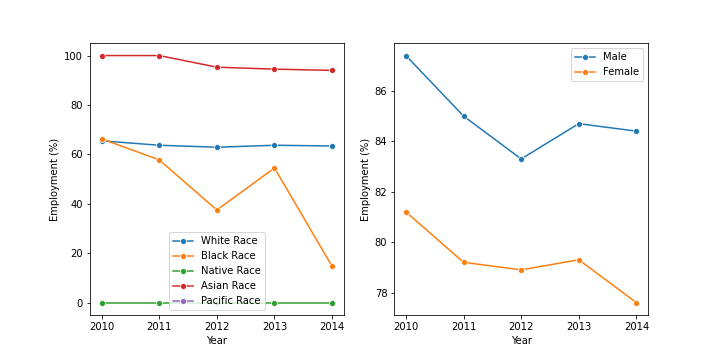 100
80
60
40
20
0
Employment (%)
2010 2011 2012 2013 2014
Year
White Race
Black Race
Native Race
Asian Race
Pacific Race
86
84
82
80
78
Employment (%)
2010 2011 2012 2013 2014
Year
Male
Female